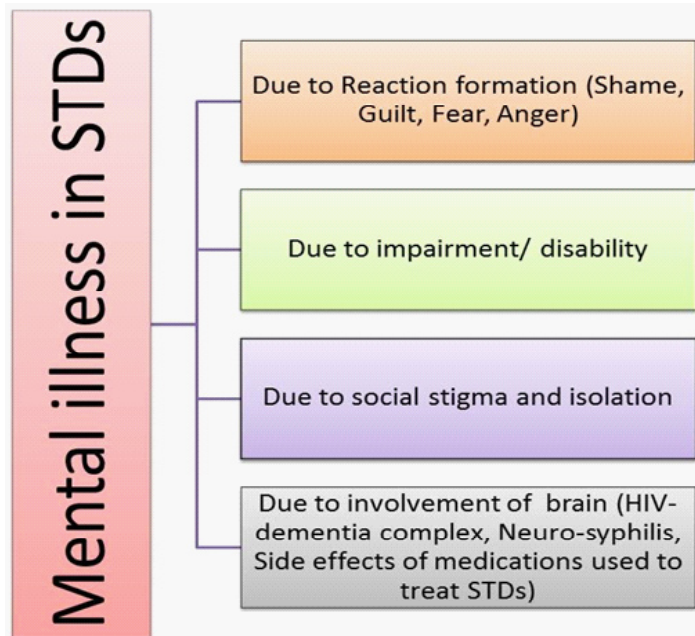 Mental illness in STDs
Due to Reaction formation (Shame,
Guilt, Fear, Anger)
Due to impairment/ disability
Due to social stigma and isolation
Due to involvement of brain (HIV-
dementia complex, Neuro-syphilis,
Side effects of medications used to
treat STDs)